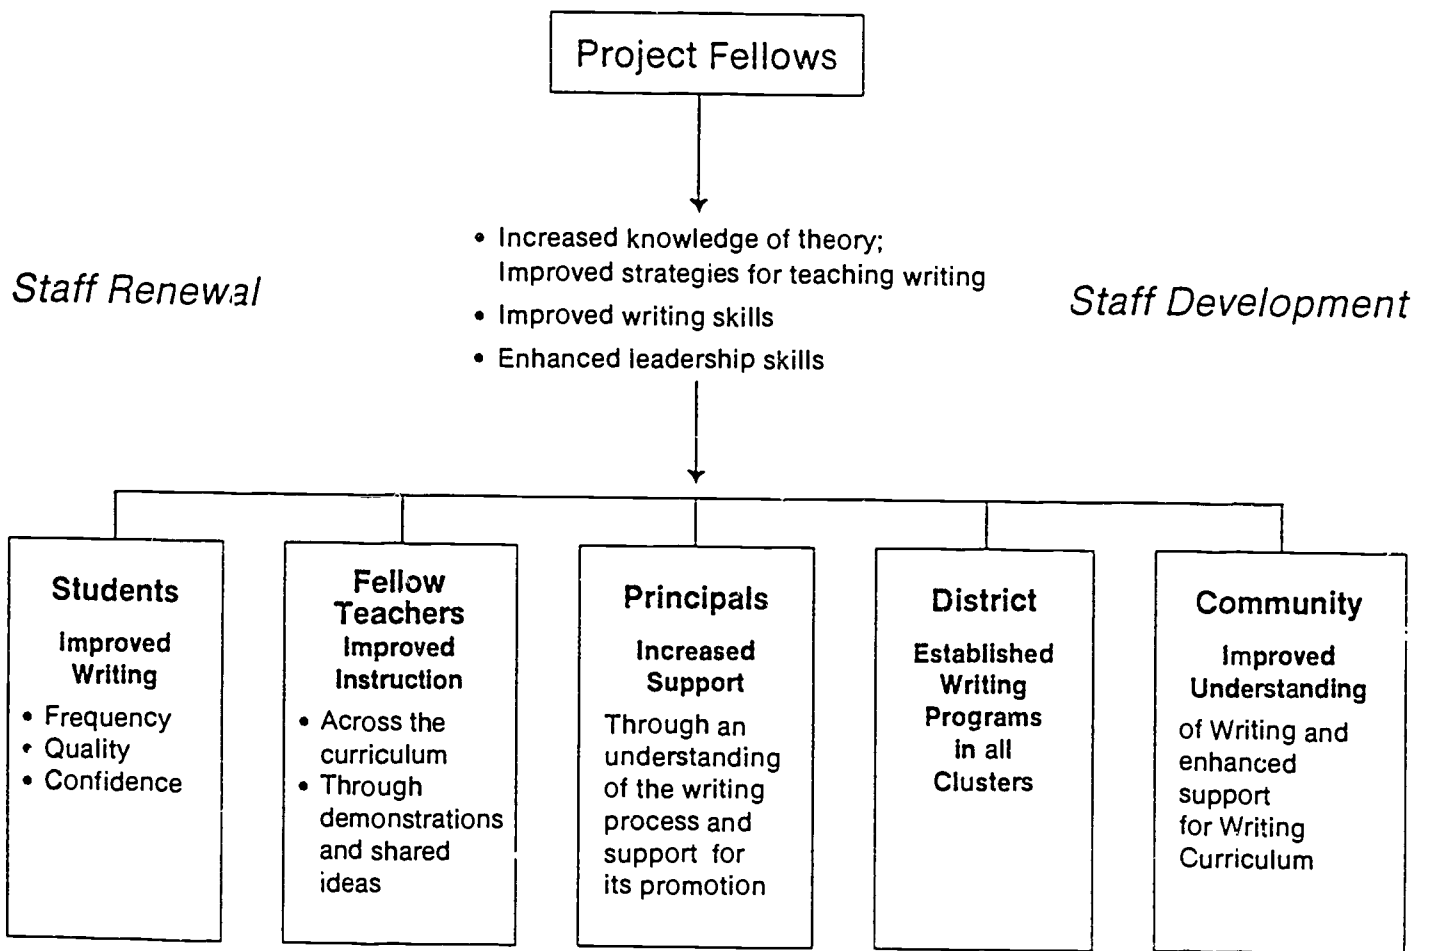 Project Fellows
• Increased knowledge of theory;
Improved strategies for teaching writing
• Improved writing skills
• Enhanced leadership skills
Staff Renewal
Staff Development
Students
Improved
Writing
• Frequency
• Quality
• Confidence
Fellow
Teachers
Improved
Instruction
• Across the
curriculum
• Through
demonstrations
and shared
ideas
Principals
Increased
Support
Through an
understanding
of the writing
process and
support for
its promotion
District
Established
Writing
Programs
in all
Clusters
Community
Improved
Understanding
of Writing and
enhanced
support
for Writing
Curriculum